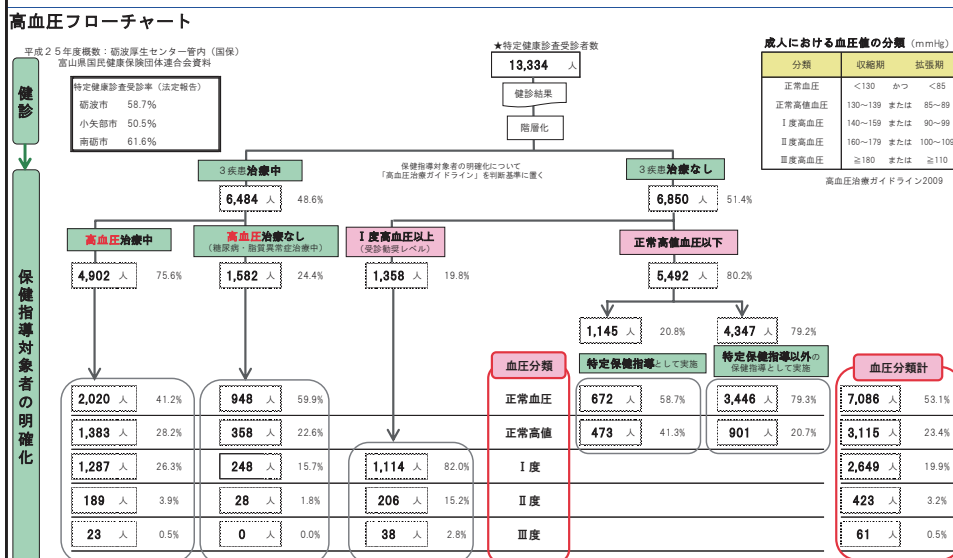 高血圧フローチャート
平成２５年度概数：砺波厚生センター管内（国保）
富山県国民健康保険団体連合会資料
特定健康診査受診率（法定報告）
砺波市 58.7%
小矢部市 50.5%
南砺市 61.6%
★特定健康診査受診者数
13,334 人
健診結果
階層化
成人における血圧値の分類 (mmHg)
分類 収縮期 拡張期
正常血圧 ＜130 かつ ＜85
正常高値血圧 130～139 または 85～89
Ⅰ度高血圧 140～159 または 90～99
Ⅱ度高血圧 160～179 または 100～109
Ⅲ度高血圧 ≧180 または ≧110
高血圧治療ガイドライン2009
健診
保健指導対象者の明確化について
「高血圧治療ガイドライン」を判断基準に置く
3疾患治療中
6,484 人 48.6%
3疾患治療なし
6,850 人 51.4%
高血圧治療中
4,902 人 75.6%
高血圧治療なし
（糖尿病・脂質異常症治療中）
1,582 人 24.4%
Ⅰ度高血圧以上
（受診勧奨レベル）
1,358 人 19.8%
正常高値血圧以下
5,492 人 80.2%
1,145 人 20.8%
4,347 人 79.2%
特定保健指導として実施
特定保健指導以外の
保健指導として実施
保健指導対象者の明確化
血圧分類
血圧分類計
2,020 人 41.2% 948 人 59.9% 正常血圧 672 人 58.7% 3,446 人 79.3% 7,086 人 53.1%
1,383 人 28.2% 358 人 22.6% 正常高値 473 人 41.3% 901 人 20.7% 3,115 人 23.4%
1,287 人 26.3% 248 人 15.7% 1,114 人 82.0% Ⅰ度 2,649 人 19.9%
189 人 3.9% 28 人 1.8% 206 人 15.2% Ⅱ度 423 人 3.2%
23 人 0.5% 0 人 0.0% 38 人 2.8% Ⅲ度 61 人 0.5%